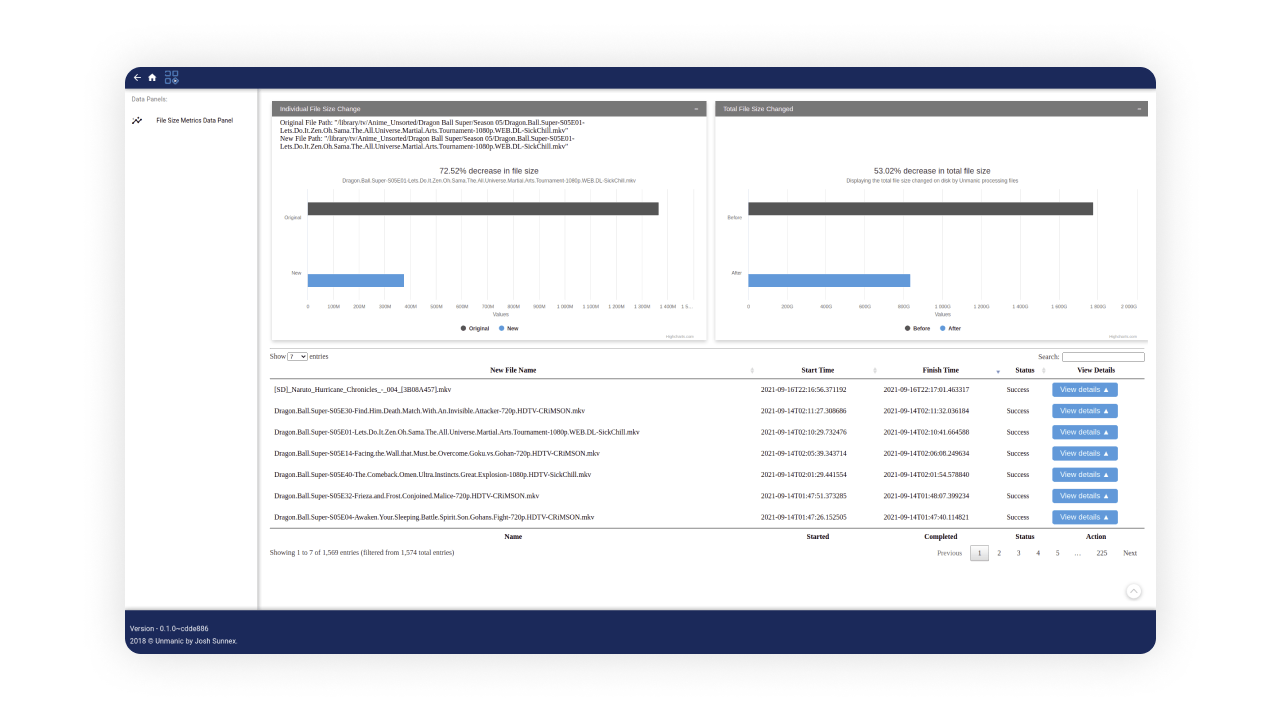 Data Panels:
File Size Metrics Data Panel
Individual File Size Change
−
Original File Path: "/library/tv/Anime_Unsorted/Dragon Ball Super/Season 05/Dragon.Ball.Super-S05E01-
Lets.Do.It.Zen.Oh.Sama.The.All.Universe.Martial.Arts.Tournament-1080p.WEB.DL-SickChill.mkv"
New File Path: "/library/tv/Anime_Unsorted/Dragon Ball Super/Season 05/Dragon.Ball.Super-S05E01-
Lets.Do.It.Zen.Oh.Sama.The.All.Universe.Martial.Arts.Tournament-1080p.WEB.DL-SickChill.mkv"
72.52% decrease in file size
Dragon.Ball.Super-S05E01-Lets.Do.It.Zen.Oh.Sama.The.All.Universe.Martial.Arts.Tournament-1080p.WEB.DL-SickChill.mkv
Original
New
0 100M 200M 300M 400M 500M 600M 700M 800M 900M 1 000M 1 100M 1 200M 1 300M 1 400M 1 5…
Values
Original New
Highcharts.com
Total File Size Changed
−
53.02% decrease in total file size
Displaying the total file size changed on disk by Unmanic processing files
Before
After
0 200G 400G 600G 800G 1 000G 1 200G 1 400G 1 600G 1 800G 2 000G
Values
Before After
Highcharts.com
Show 7 entries
Search:
New File Name Start Time Finish Time Status View Details
[SD]_Naruto_Hurricane_Chronicles_-_004_[3B08A457].mkv 2021-09-16T22:16:56.371192 2021-09-16T22:17:01.463317 Success View details ▲
Dragon.Ball.Super-S05E30-Find.Him.Death.Match.With.An.Invisible.Attacker-720p.HDTV-CRiMSON.mkv 2021-09-14T02:11:27.308686 2021-09-14T02:11:32.036184 Success View details ▲
Dragon.Ball.Super-S05E01-Lets.Do.It.Zen.Oh.Sama.The.All.Universe.Martial.Arts.Tournament-1080p.WEB.DL-SickChill.mkv 2021-09-14T02:10:29.732476 2021-09-14T02:10:41.664588 Success View details ▲
Dragon.Ball.Super-S05E14-Facing.the.Wall.that.Must.be.Overcome.Goku.vs.Gohan-720p.HDTV-CRiMSON.mkv 2021-09-14T02:05:39.343714 2021-09-14T02:06:08.249634 Success View details ▲
Dragon.Ball.Super-S05E40-The.Comeback.Omen.Ultra.Instincts.Great.Explosion-1080p.HDTV-SickChill.mkv 2021-09-14T02:01:29.441554 2021-09-14T02:01:54.578840 Success View details ▲
Dragon.Ball.Super-S05E32-Frieza.and.Frost.Conjoined.Malice-720p.HDTV-CRiMSON.mkv 2021-09-14T01:47:51.373285 2021-09-14T01:48:07.399234 Success View details ▲
Dragon.Ball.Super-S05E04-Awaken.Your.Sleeping.Battle.Spirit.Son.Gohans.Fight-720p.HDTV-CRiMSON.mkv 2021-09-14T01:47:26.152505 2021-09-14T01:47:40.114821 Success View details ▲
Name Started Completed Status Action
Showing 1 to 7 of 1,569 entries (filtered from 1,574 total entries)
Previous 1 2 3 4 5 … 225 Next
Version - 0.1.0~cdde886
2018 © Unmanic by Josh Sunnex.